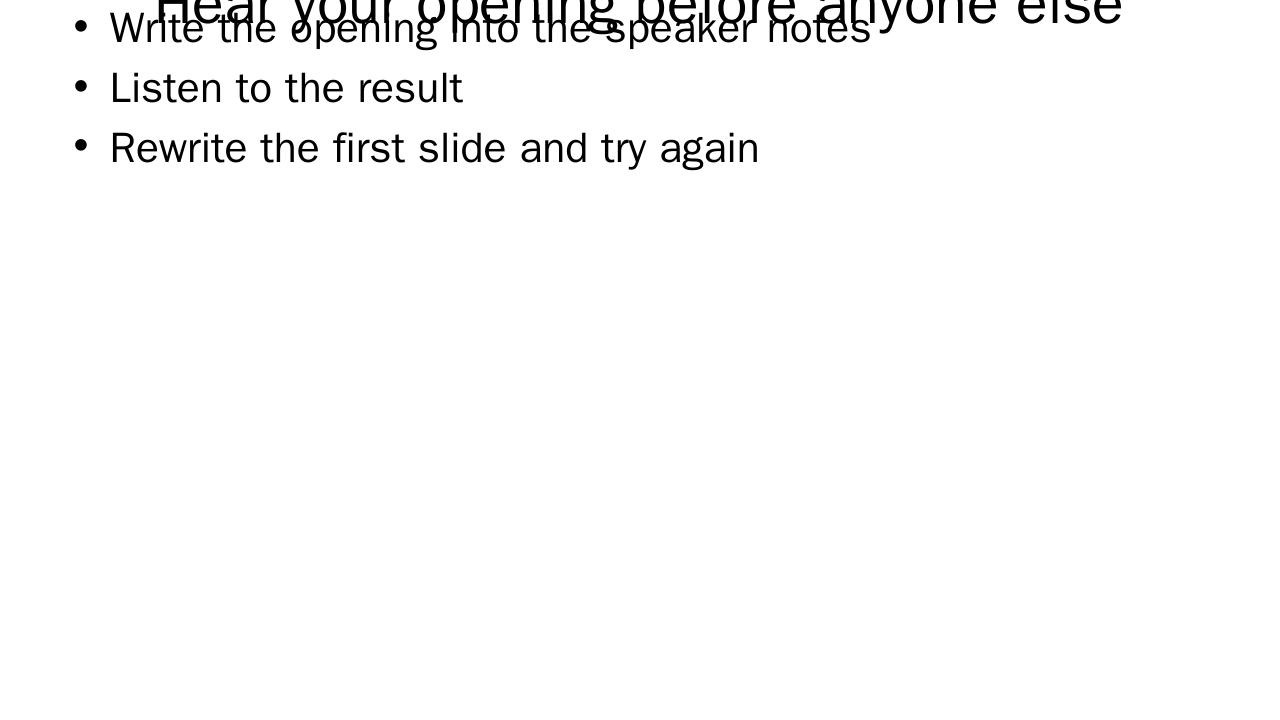 Hear your opening before anyone else
• Write the opening into the speaker notes
• Listen to the result
• Rewrite the first slide and try again